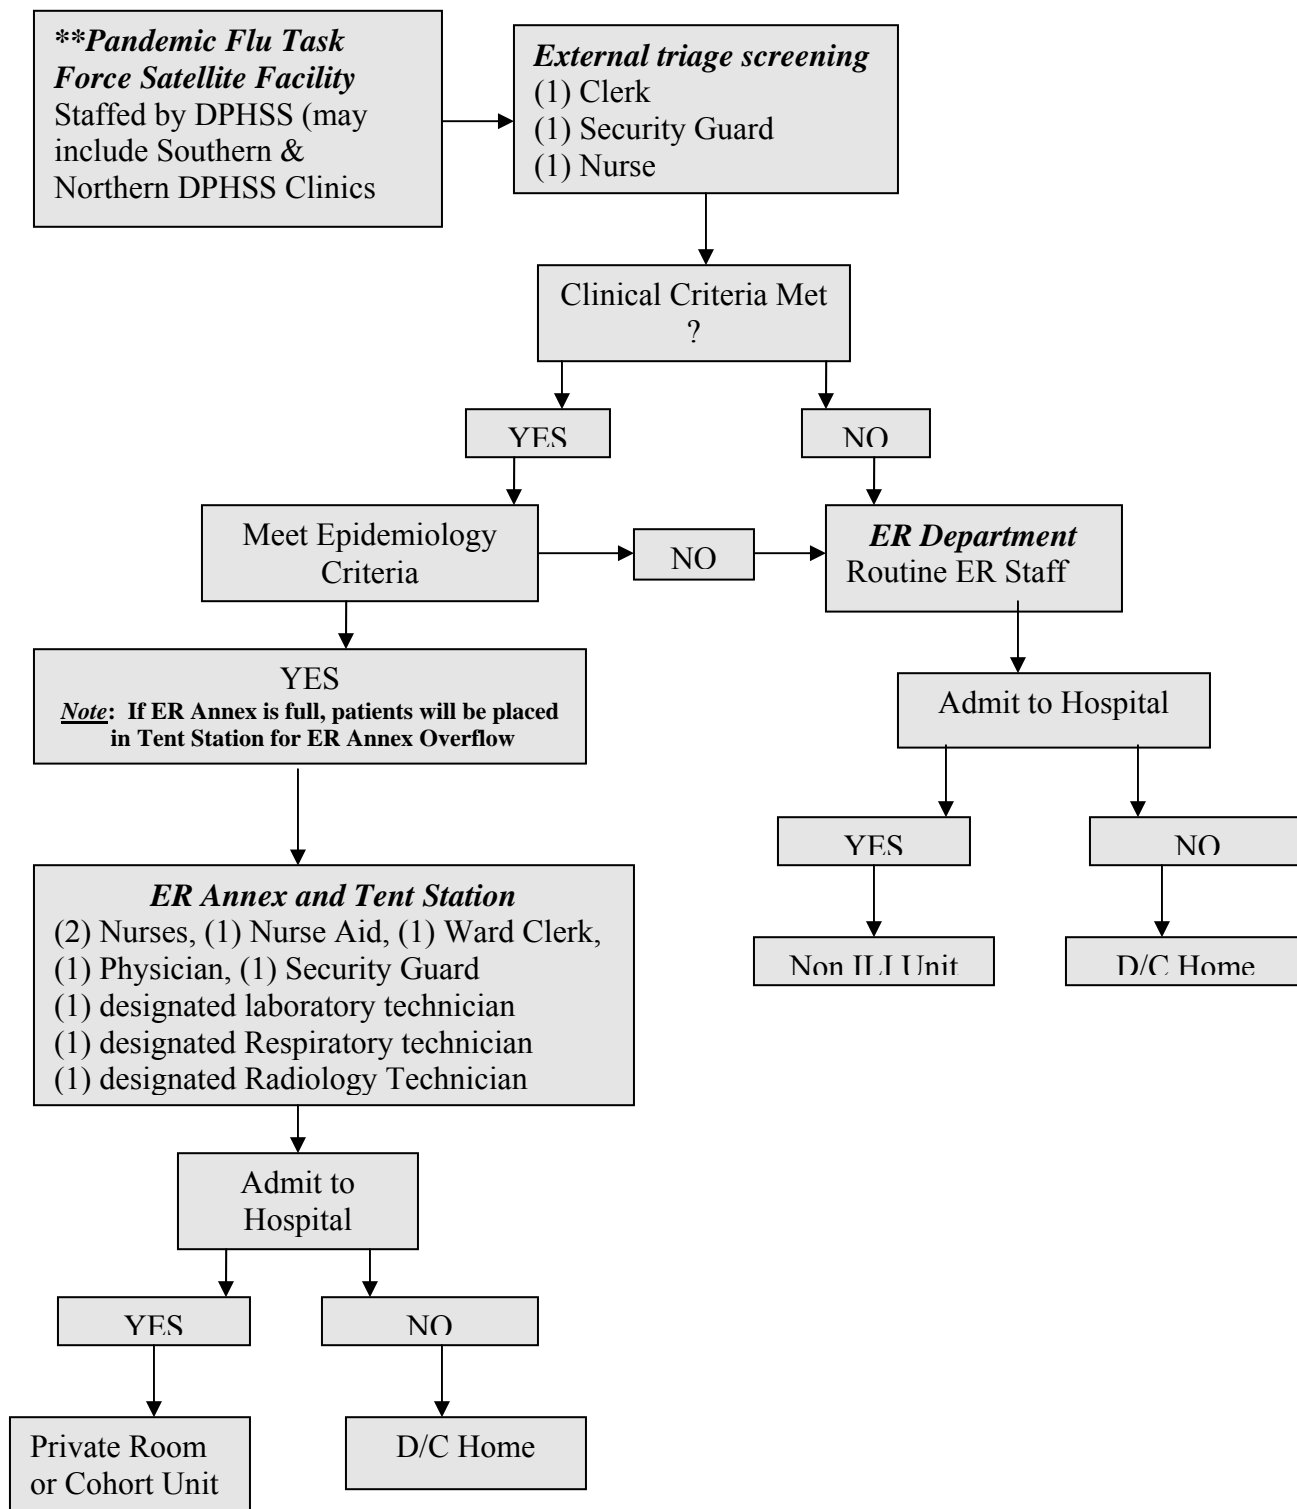 **Pandemic Flu Task
Force Satellite Facility
Staffed by DPHSS (may
include Southern &
Northern DPHSS Clinics
External triage screening
(1) Clerk
(1) Security Guard
(1) Nurse
Clinical Criteria Met
?
YES
NO
Meet Epidemiology
Criteria
NO
ER Department
Routine ER Staff
YES
Note: If ER Annex is full, patients will be placed
in Tent Station for ER Annex Overflow
Admit to Hospital
YES
NO
Non ILI Unit
D/C Home
ER Annex and Tent Station
(2) Nurses, (1) Nurse Aid, (1) Ward Clerk,
(1) Physician, (1) Security Guard
(1) designated laboratory technician
(1) designated Respiratory technician
(1) designated Radiology Technician
Admit to
Hospital
YES
NO
Private Room
or Cohort Unit
D/C Home